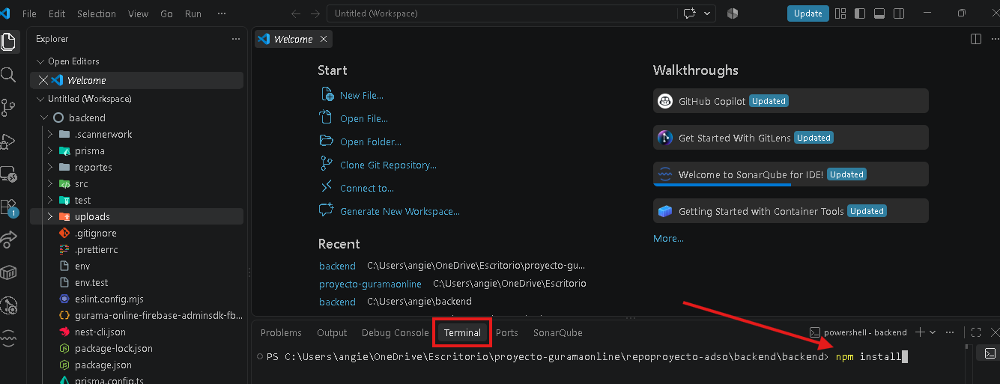 File Edit Selection View Go Run ··· Untitled (Workspace) Update
Explorer ···
Open Editors
Welcome
Untitled (Workspace)
backend
.scannerwork
prisma
reportes
src
test
uploads
.gitignore
.prettierrc
env
env.test
eslint.config.mjs
gurama-online-firebase-adminsdk-fb...
nest-cli.json
package-lock.json
package.json
prisma.config.ts
1
Welcome
Start
New File...
Open File...
Open Folder...
Clone Git Repository...
Connect to...
Generate New Workspace...
Recent
backend C:\Users\angie\OneDrive\Escritorio\proyecto-gu...
proyecto-guramaonline C:\Users\angie\OneDrive\Escritorio
backend C:\Users\angie\backend
Walkthroughs
GitHub Copilot Updated
Get Started With GitLens Updated
Welcome to SonarQube for IDE! Updated
Getting Started with Container Tools Updated
More...
Problems Output Debug Console Terminal Ports SonarQube powershell - backend
PS C:\Users\angie\OneDrive\Escritorio\proyecto-guramaonline\repoproyecto-adso\backend\backend> npm install